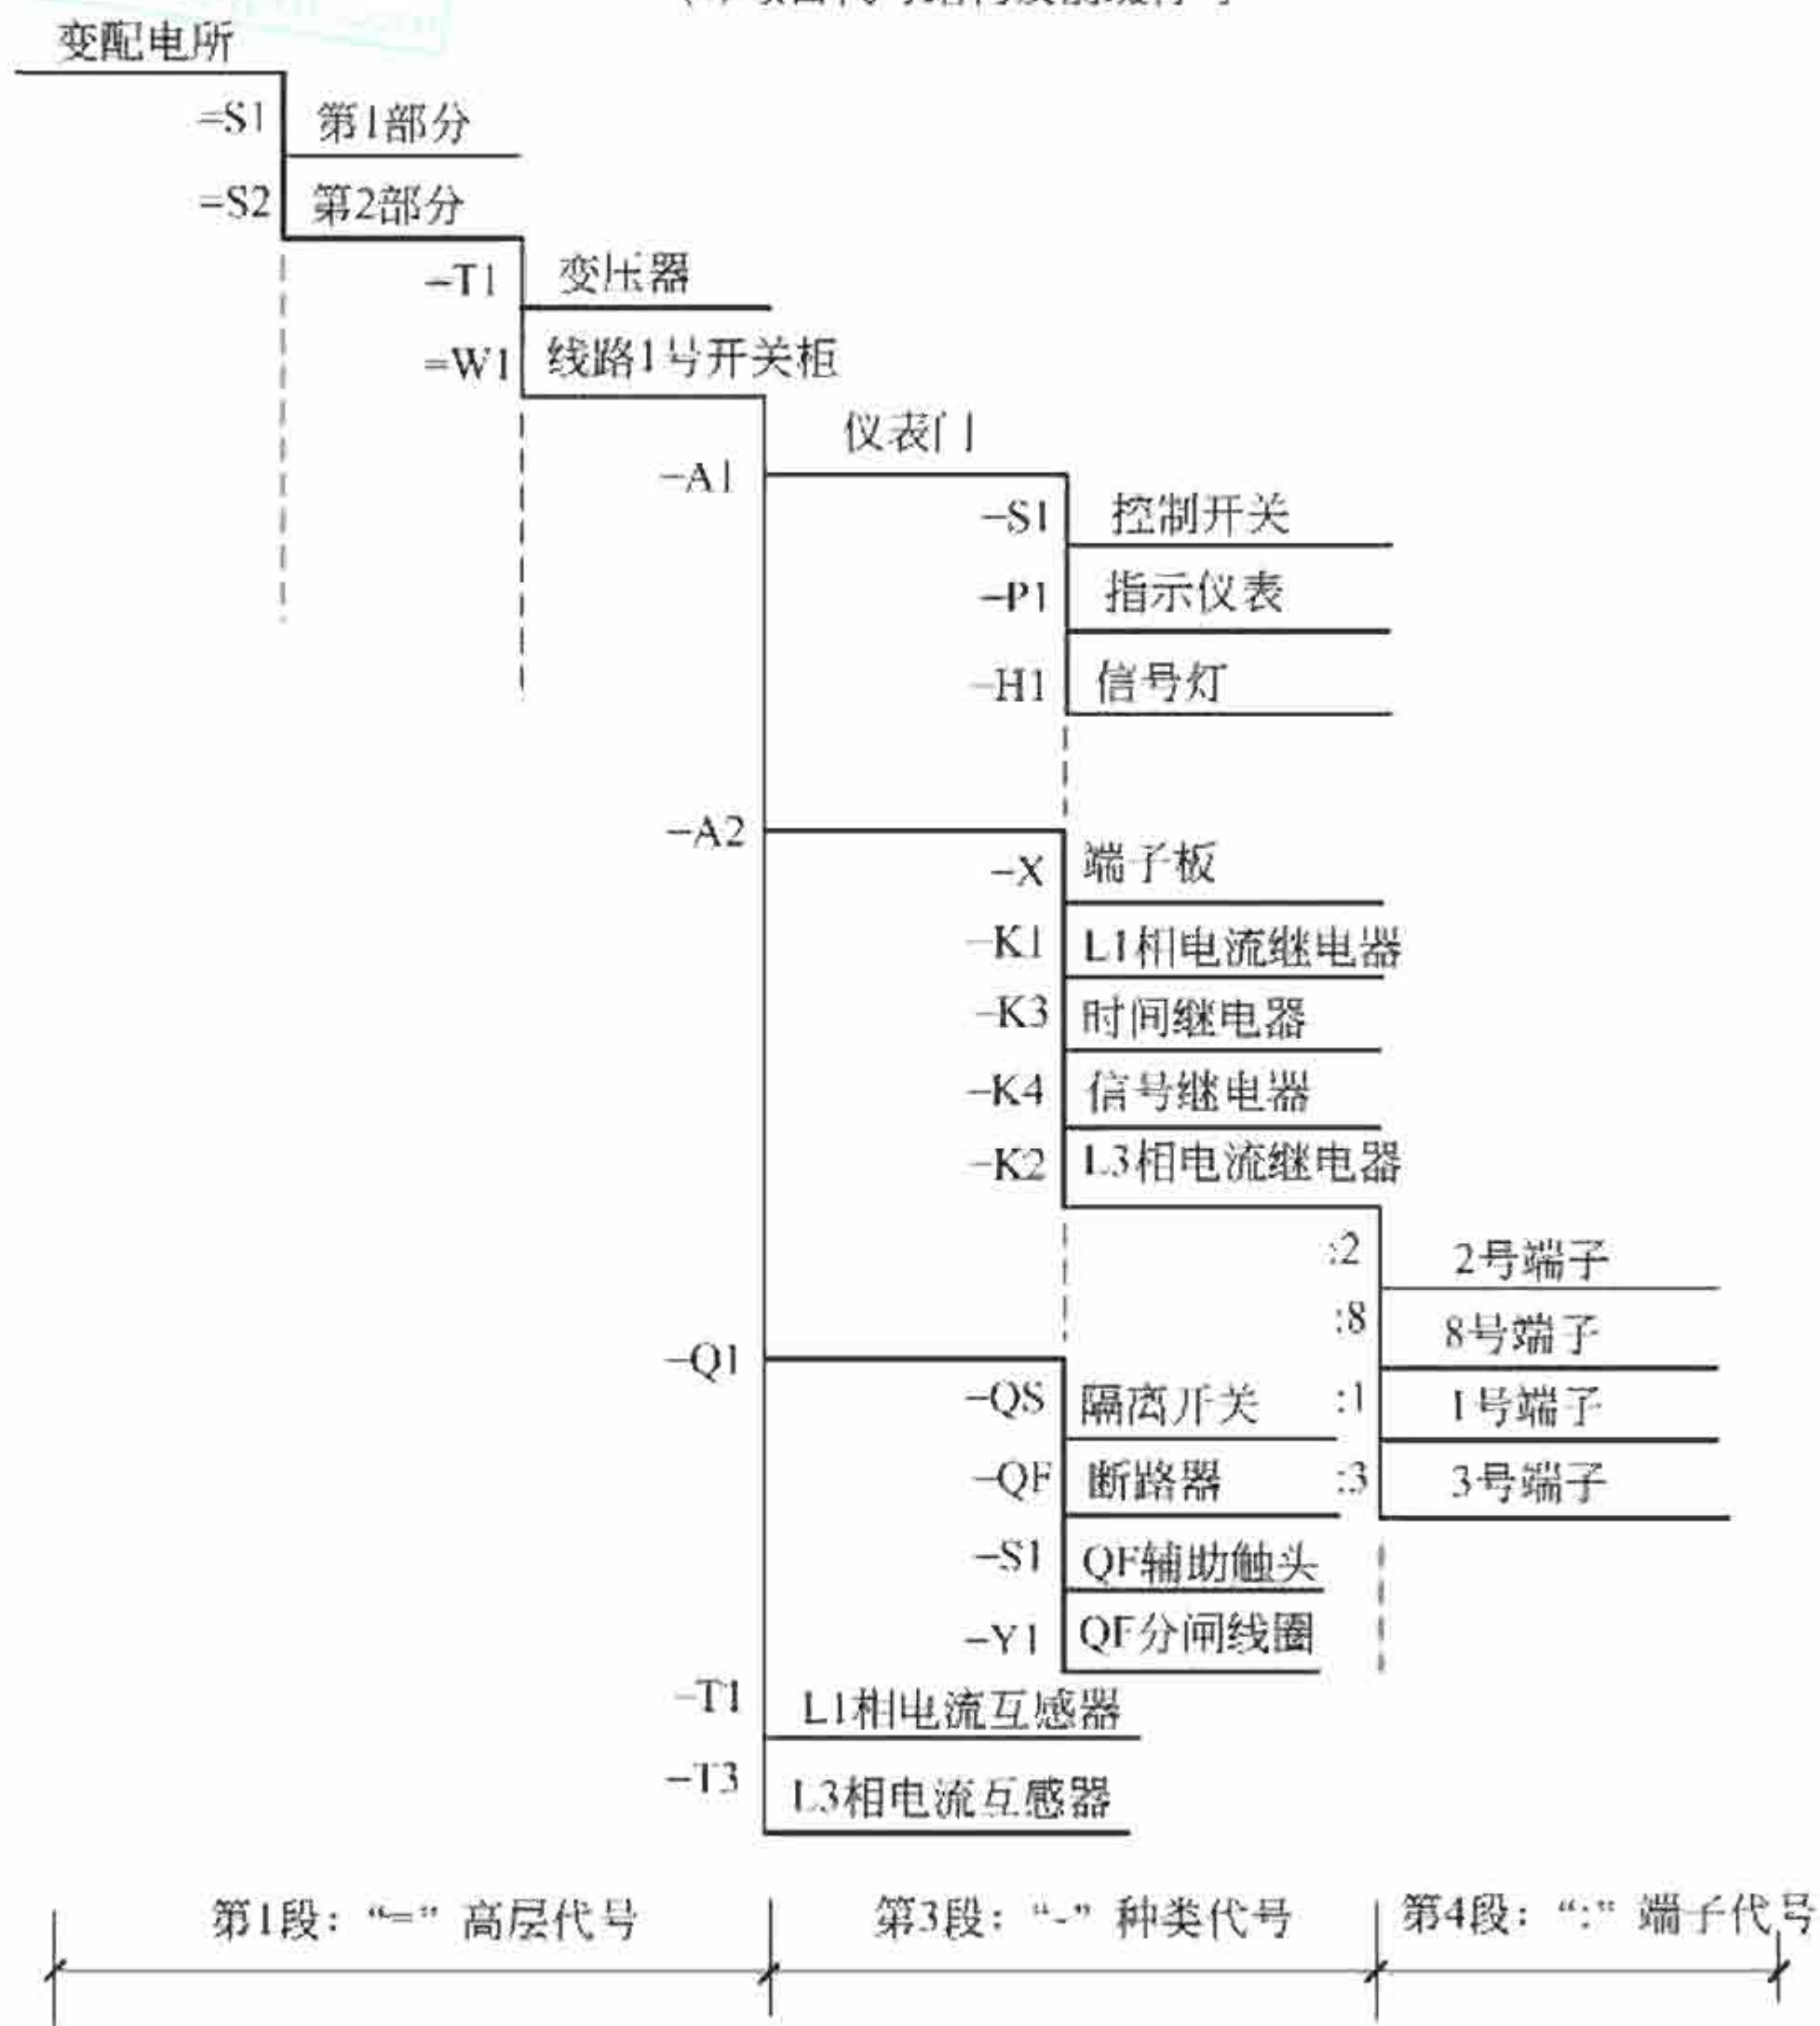 变配电所
=S1 第1部分
=S2 第2部分
-T1 变压器
=W1 线路1号开关柜
仪表门
-A1
-S1 控制开关
-P1 指示仪表
-H1 信号灯
-A2
-X 端子板
-K1 L1相电流继电器
-K3 时间继电器
-K4 信号继电器
-K2 L3相电流继电器
:2 2号端子
:8 8号端子
-Q1
-QS 隔离开关 :1 1号端子
-QF 断路器 :3 3号端子
-S1 QF辅助触头
-Y1 QF分闸线圈
-T1 L1相电流互感器
-T3 L3相电流互感器
第1段：“=”高层代号 第3段：“-”种类代号 第4段：“:”端子代号